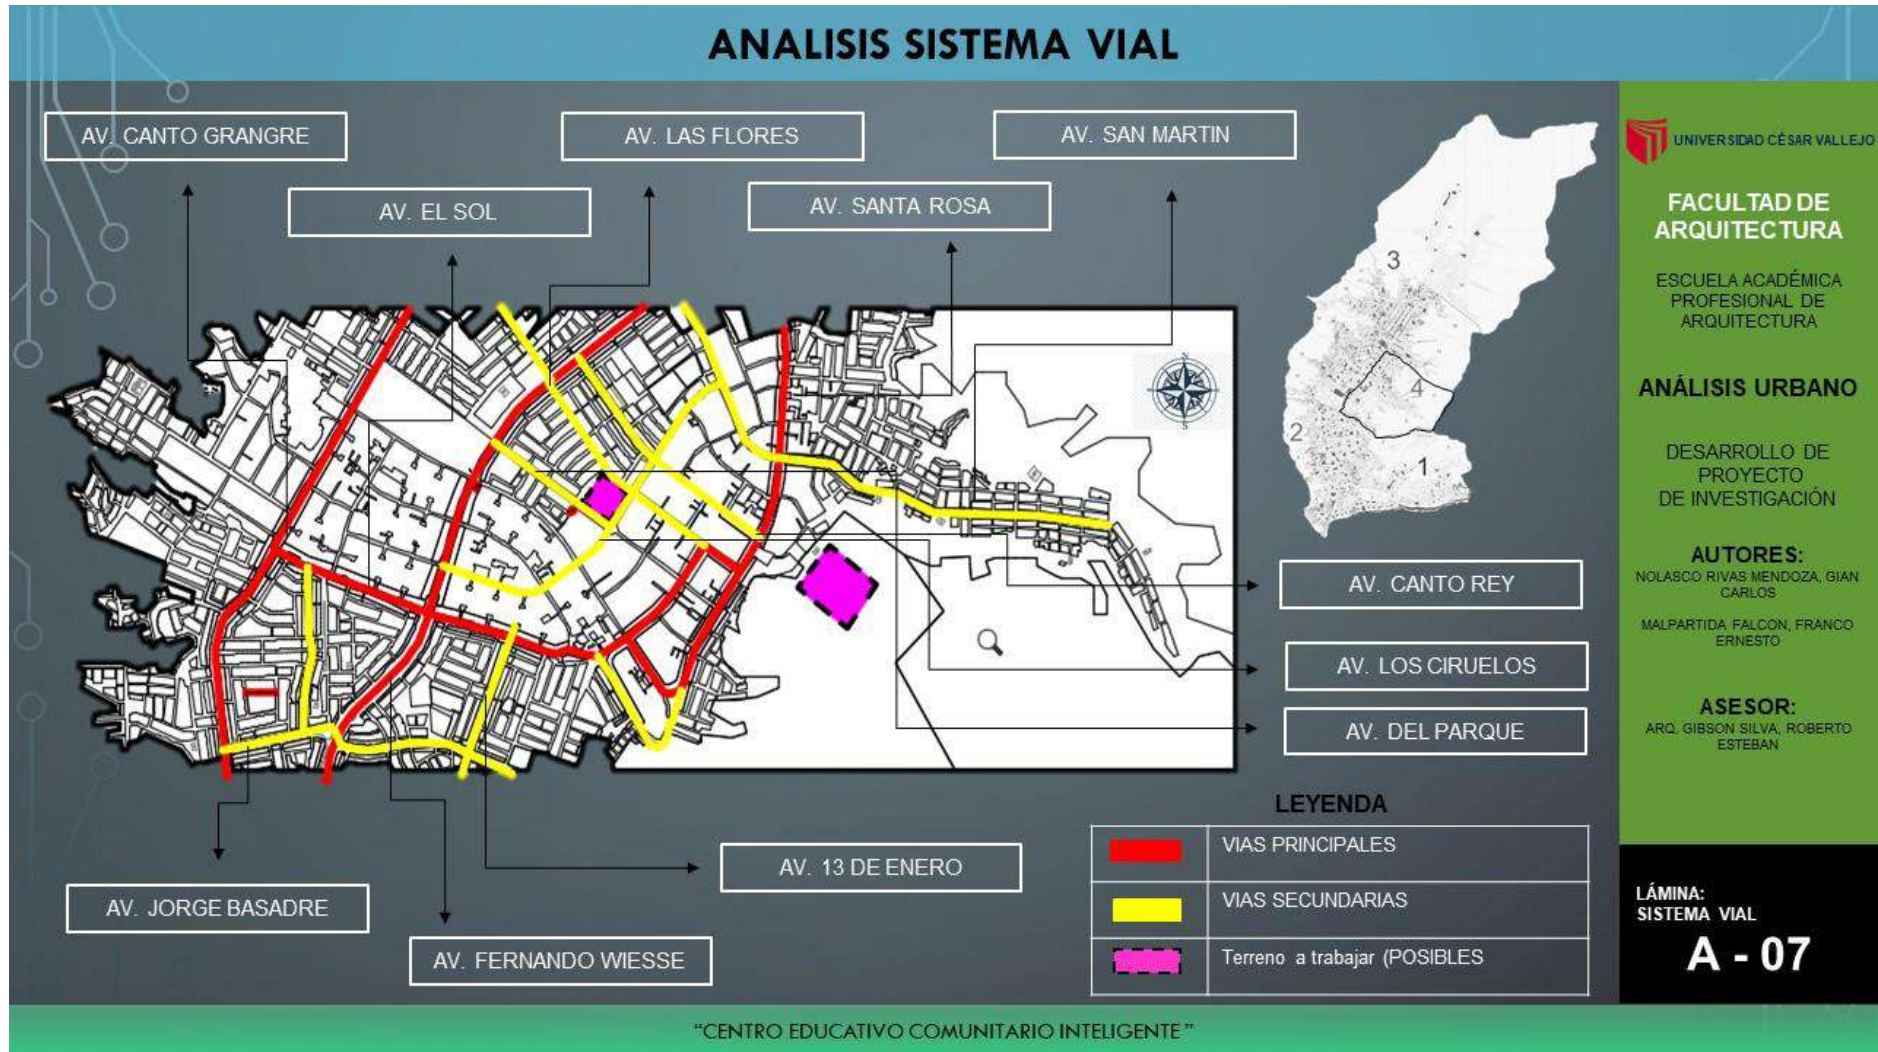 ANALISIS SISTEMA VIAL
AV. CANTO GRANGRE
AV. LAS FLORES
AV. SAN MARTIN
AV. EL SOL
AV. SANTA ROSA
3
4
2
1
N
AV. CANTO REY
AV. LOS CIRUELOS
AV. DEL PARQUE
AV. 13 DE ENERO
AV. JORGE BASADRE
AV. FERNANDO WIESSE
LEYENDA
VIAS PRINCIPALES
VIAS SECUNDARIAS
Terreno a trabajar (POSIBLES
UNIVERSIDAD CÉSAR VALLEJO
FACULTAD DE
ARQUITECTURA
ESCUELA ACADÉMICA
PROFESIONAL DE
ARQUITECTURA
ANÁLISIS URBANO
DESARROLLO DE
PROYECTO
DE INVESTIGACIÓN
AUTORES:
NOLASCO RIVAS MENDOZA, GIAN
CARLOS
MALPARTIDA FALCON, FRANCO
ERNESTO
ASESOR:
ARQ. GIBSON SILVA, ROBERTO
ESTEBAN
LÁMINA:
SISTEMA VIAL
A - 07
“CENTRO EDUCATIVO COMUNITARIO INTELIGENTE”